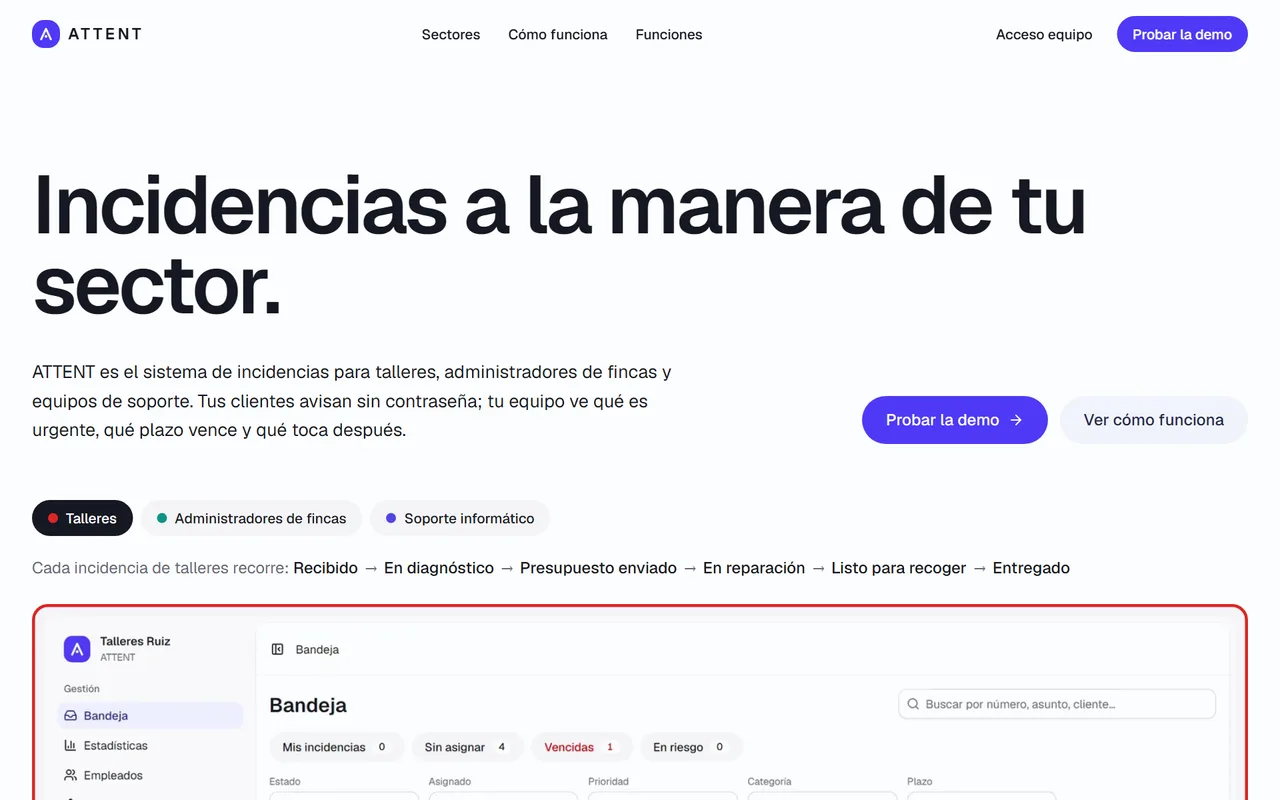 ATTENT
Sectores
Cómo funciona
Funciones
Acceso equipo
Probar la demo
Incidencias a la manera de tu
sector.
ATTENT es el sistema de incidencias para talleres, administradores de fincas y
equipos de soporte. Tus clientes avisan sin contraseña; tu equipo ve qué es
urgente, qué plazo vence y qué toca después.
Probar la demo →
Ver cómo funciona
Talleres
Administradores de fincas
Soporte informático
Cada incidencia de talleres recorre: Recibido → En diagnóstico → Presupuesto enviado → En reparación → Listo para recoger → Entregado
Talleres Ruiz
ATTENT
Gestión
Bandeja
Estadísticas
Empleados
Bandeja
Bandeja
Buscar por número, asunto, cliente...
Mis incidencias 0
Sin asignar 4
Vencidas 1
En riesgo 0
Estado
Asignado
Prioridad
Categoría
Plazo